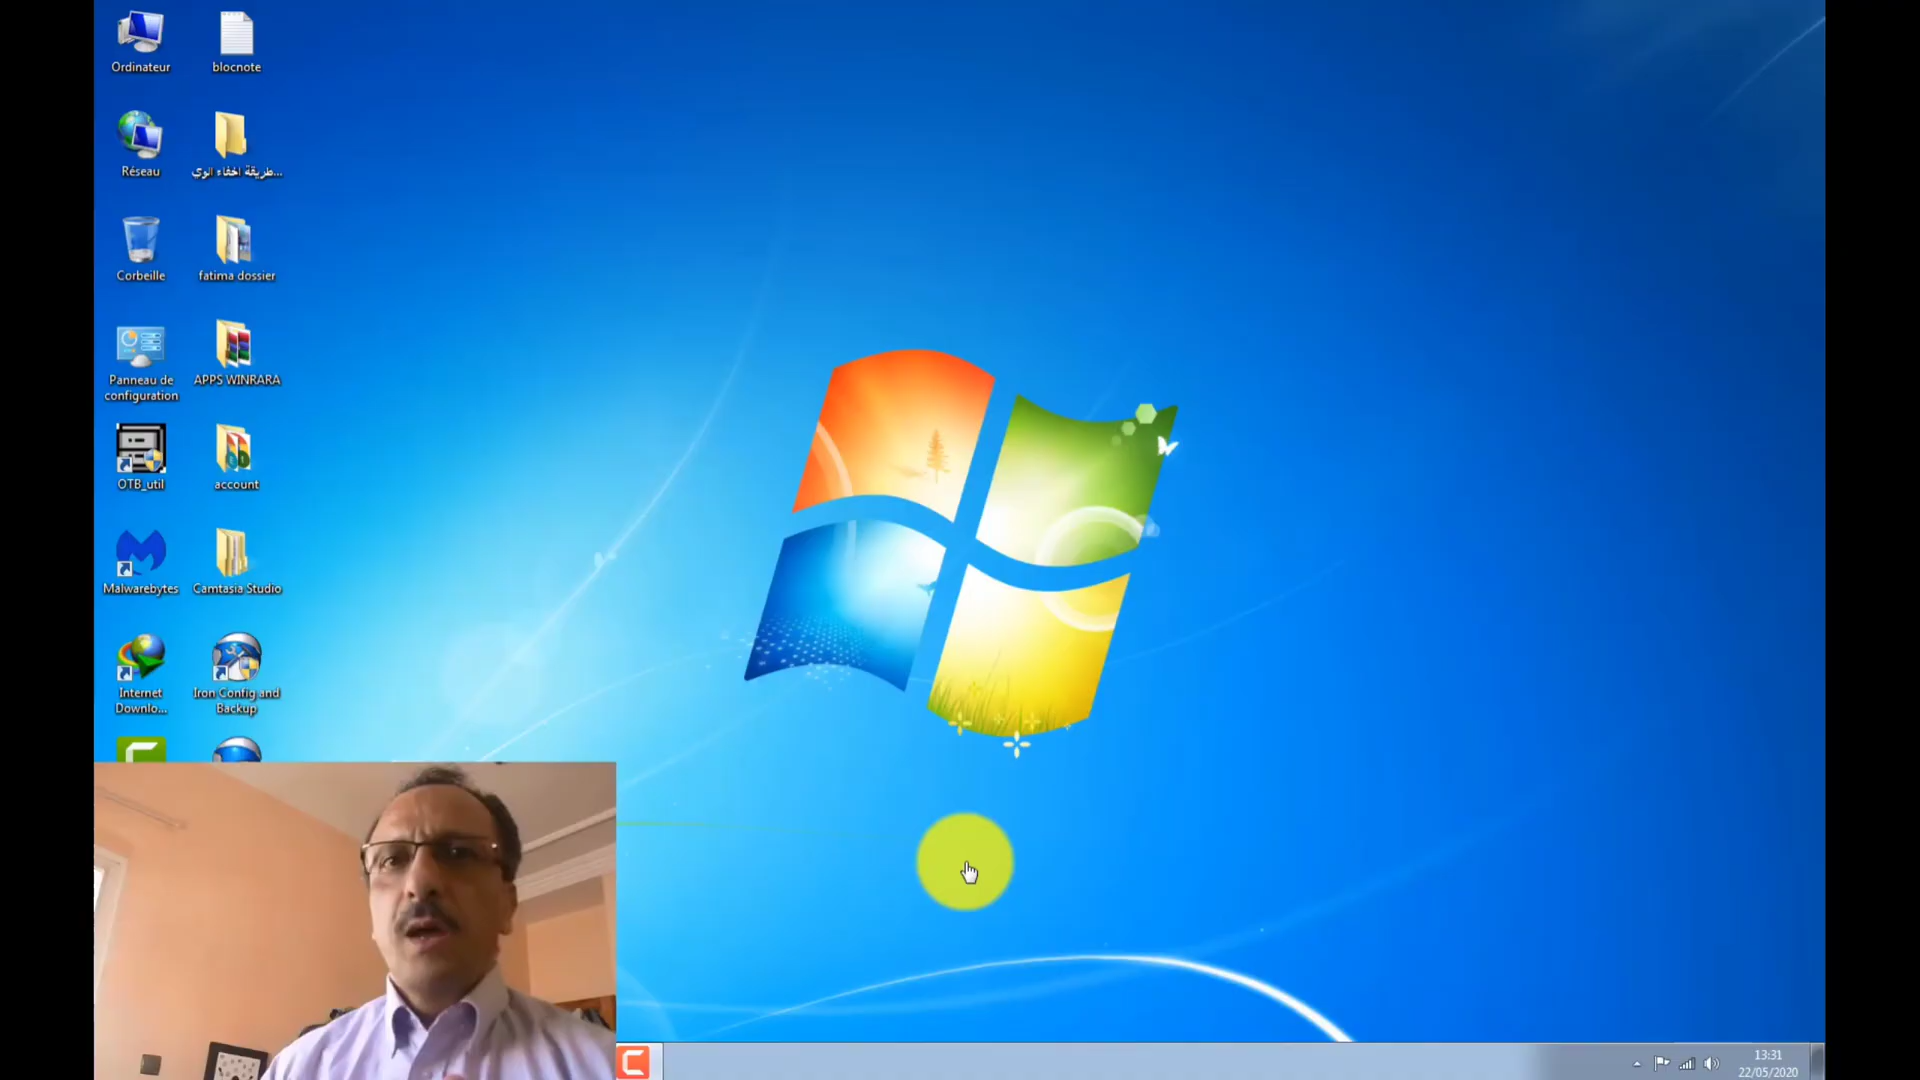 Ordinateur
blocnote
Réseau
طريقة اخفاء الوي...
Corbeille
fatima dossier
Panneau de
configuration
APPS WINRARA
OTB_util
account
Malwarebytes
Camtasia Studio
Internet
Downlo...
Iron Config and
Backup
13:31
22/05/2020